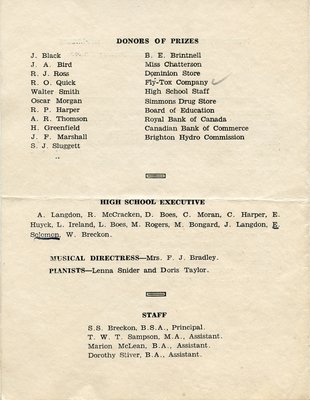 DONORS OF PRIZES
J. Black B. E. Brintnell
J. A. Bird Miss Chatterson
R. J. Ross Dominion Store
R. O. Quick Fly-Tox Company
Walter Smith High School Staff
Oscar Morgan Simmons Drug Store
R. P. Harper Board of Education
A. R. Thomson Royal Bank of Canada
H. Greenfield Canadian Bank of Commerce
J. F. Marshall Brighton Hydro Commission
S. J. Sluggett
HIGH SCHOOL EXECUTIVE
A. Langdon, R. McCracken, D. Boes, C. Moran, C. Harper, E.
Huyck, L. Ireland, L. Boes, M. Rogers, M. Bongard, J. Langdon, E.
Solomon, W. Breckon.
MUSICAL DIRECTRESS—Mrs. F. J. Bradley.
PIANISTS—Lenna Snider and Doris Taylor.
STAFF
S.S. Breckon, B.S.A., Principal.
T. W. T. Sampson, M.A., Assistant.
Marion McLean, B.A., Assistant.
Dorothy Stiver, B.A., Assistant.